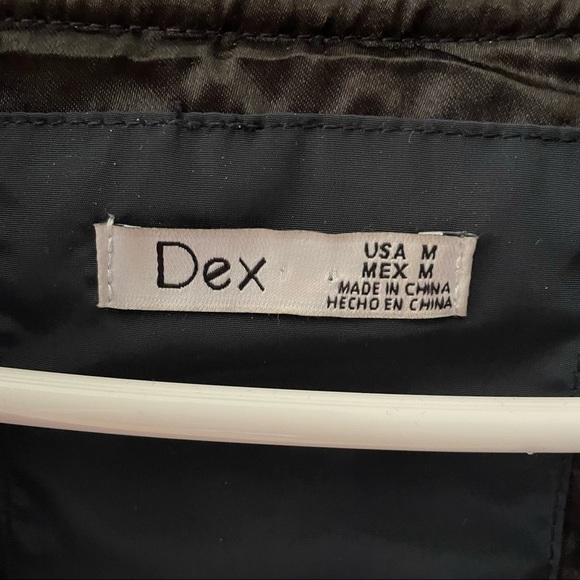 Dex
USA M
MEX M
MADE IN CHINA
HECHO EN CHINA